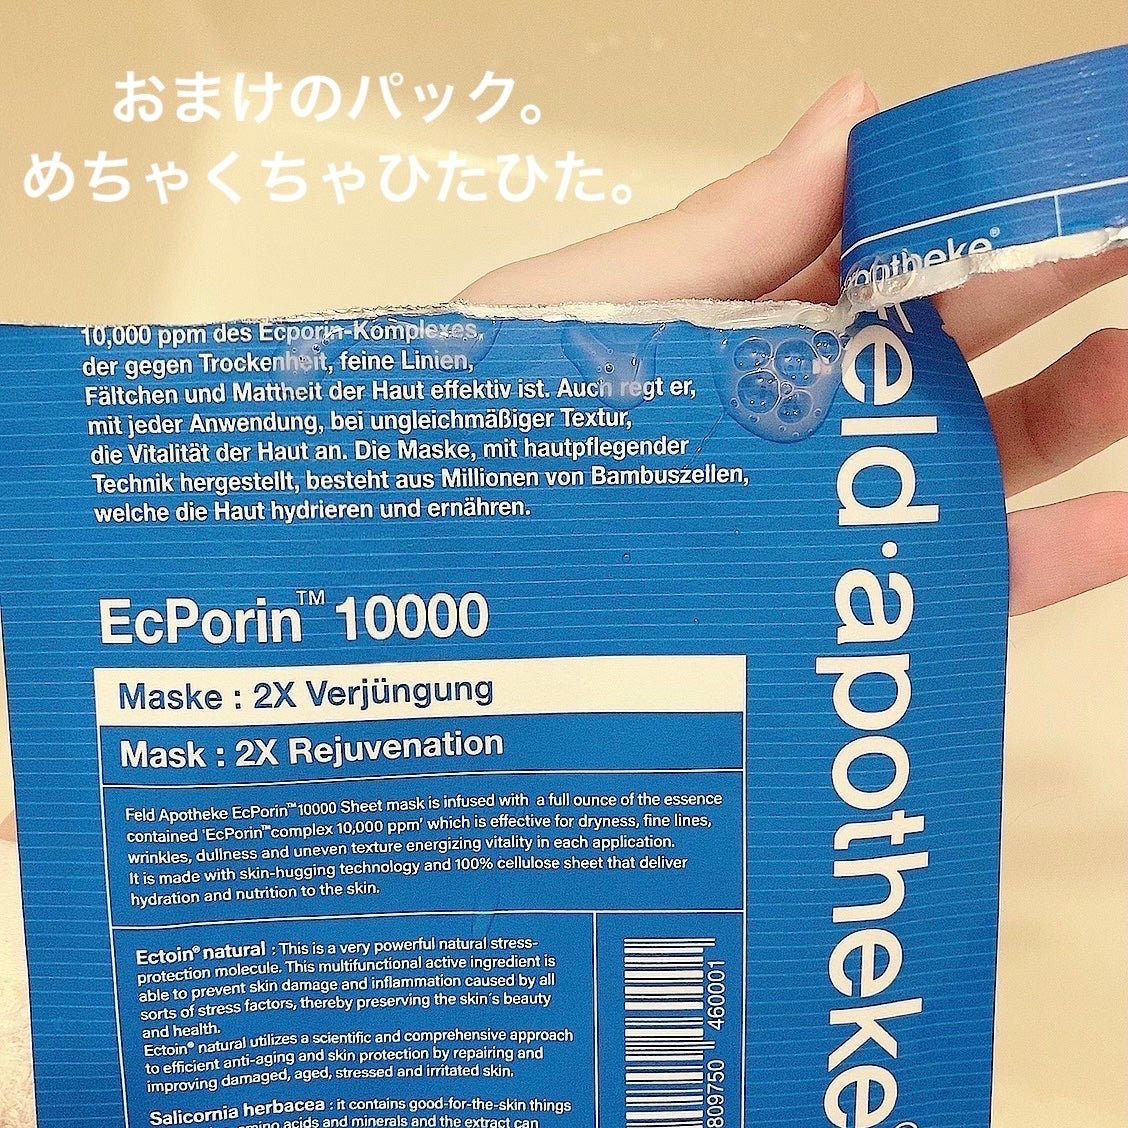 おまけのパック。
めちゃくちゃひたひた。
apotheke®
10,000 ppm des Ecporin-Komplexes,
der gegen Trockenheit, feine Linien,
Fältchen und Mattheit der Haut effektiv ist. Auch regt er,
mit jeder Anwendung, bei ungleichmäßiger Textur,
die Vitalität der Haut an. Die Maske, mit hautpflegender
Technik hergestellt, besteht aus Millionen von Bambuszellen,
welche die Haut hydrieren und ernähren.
EcPorin™ 10000
Maske : 2X Verjüngung
Mask : 2X Rejuvenation
Feld Apotheke EcPorin™10000 Sheet mask is infused with a full ounce of the essence
contained 'EcPorin™complex 10,000 ppm' which is effective for dryness, fine lines,
wrinkles, dullness and uneven texture energizing vitality in each application.
It is made with skin-hugging technology and 100% cellulose sheet that deliver
hydration and nutrition to the skin.
Ectoin® natural : This is a very powerful natural stress-
protection molecule. This multifunctional active ingredient is
able to prevent skin damage and inflammation caused by all
sorts of stress factors, thereby preserving the skin's beauty
and health.
Ectoin® natural utilizes a scientific and comprehensive approach
to efficient anti-aging and skin protection by repairing and
improving damaged, aged, stressed and irritated skin.
Salicornia herbacea : it contains good-for-the-skin things
amino acids and minerals and the extract can
809750 460001
feld·apotheke®